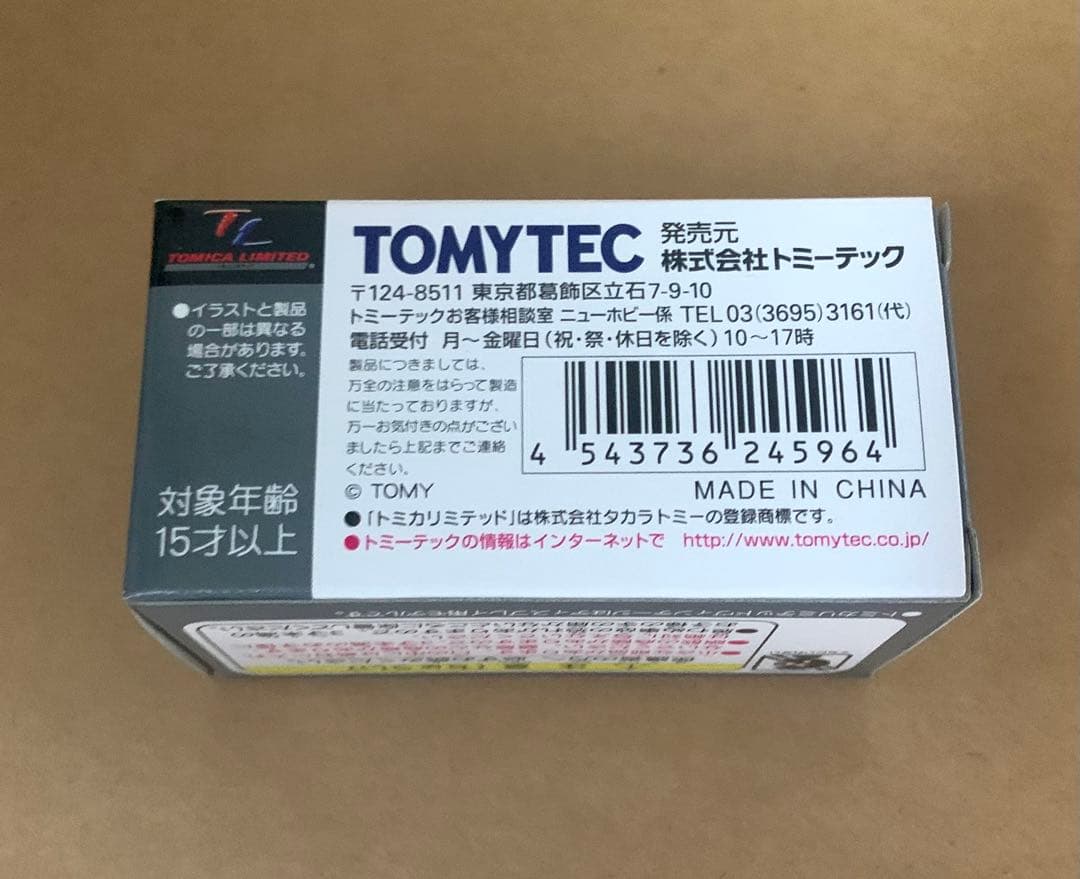 TL
TOMICA LIMITED
●イラストと製品
の一部は異なる
場合があります。
ご了承ください。
対象年齢
15才以上
TOMYTEC
発売元
株式会社トミーテック
〒124-8511 東京都葛飾区立石7-9-10
トミーテックお客様相談室 ニューホビー係 TEL 03(3695)3161(代)
電話受付 月〜金曜日(祝・祭・休日を除く)10〜17時
製品につきましては、
万全の注意をはらって製造
に当たっておりますが、
万一お気付きの点がござい
ましたら上記までご連絡
ください。
4 543736 245964
© TOMY
MADE IN CHINA
●「トミカリミテッド」は株式会社タカラトミーの登録商標です。
●トミーテックの情報はインターネットで http://www.tomytec.co.jp/